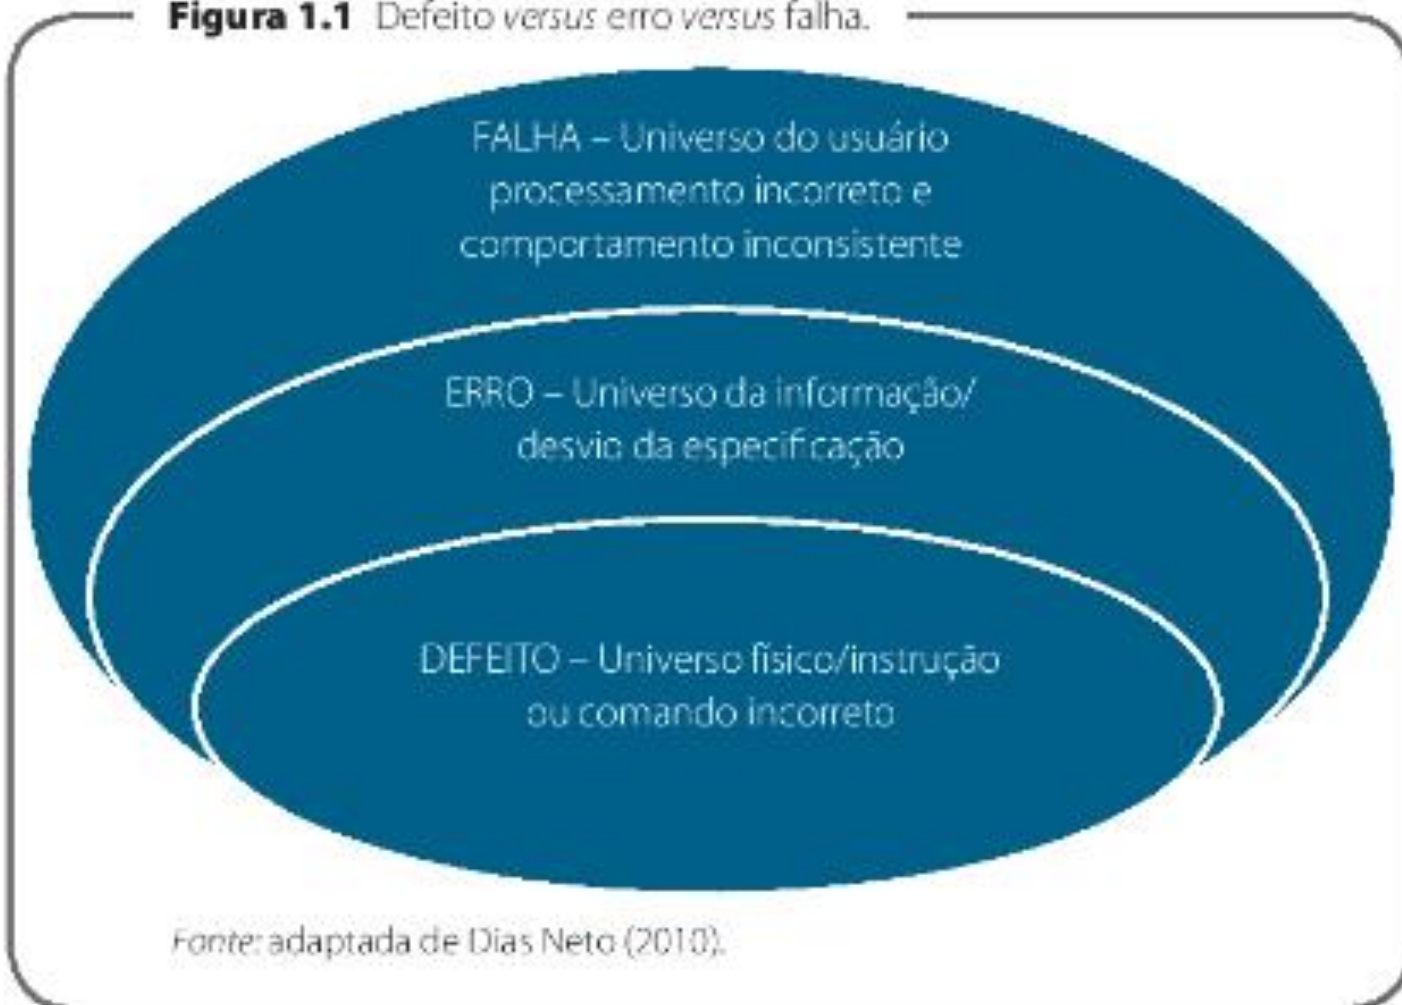 Figura 1.1 Defeito versus erro versus falha.
FALHA – Universo do usuário
processamento incorreto e
comportamento inconsistente
ERRO – Universo da informação/
desvio da especificação
DEFEITO – Universo físico/instrução
ou comando incorreto
Fonte: adaptada de Dias Neto (2010).